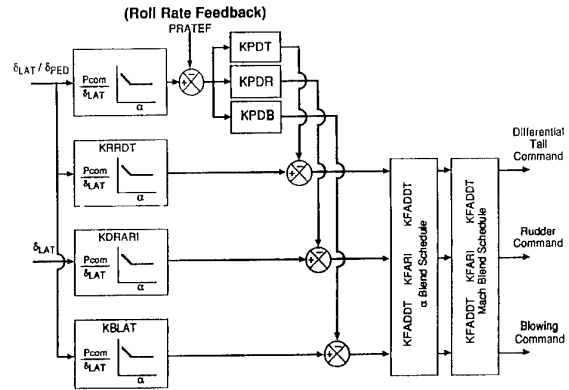 (Roll Rate Feedback)
PRATEF
KPDT
KPDR
KPDB
δLAT / δPED
Pcom
δLAT
α
+
−
KRRDT
Pcom
δLAT
α
+
−
Differential
Tail
Command
δLAT
KDRARI
Pcom
δLAT
α
+
−
Rudder
Command
KBLAT
Pcom
δLAT
α
+
−
Blowing
Command
KFADDT KFARI KFADDT
α Blend Schedule
KFADDT KFARI KFADDT
Mach Blend Schedule